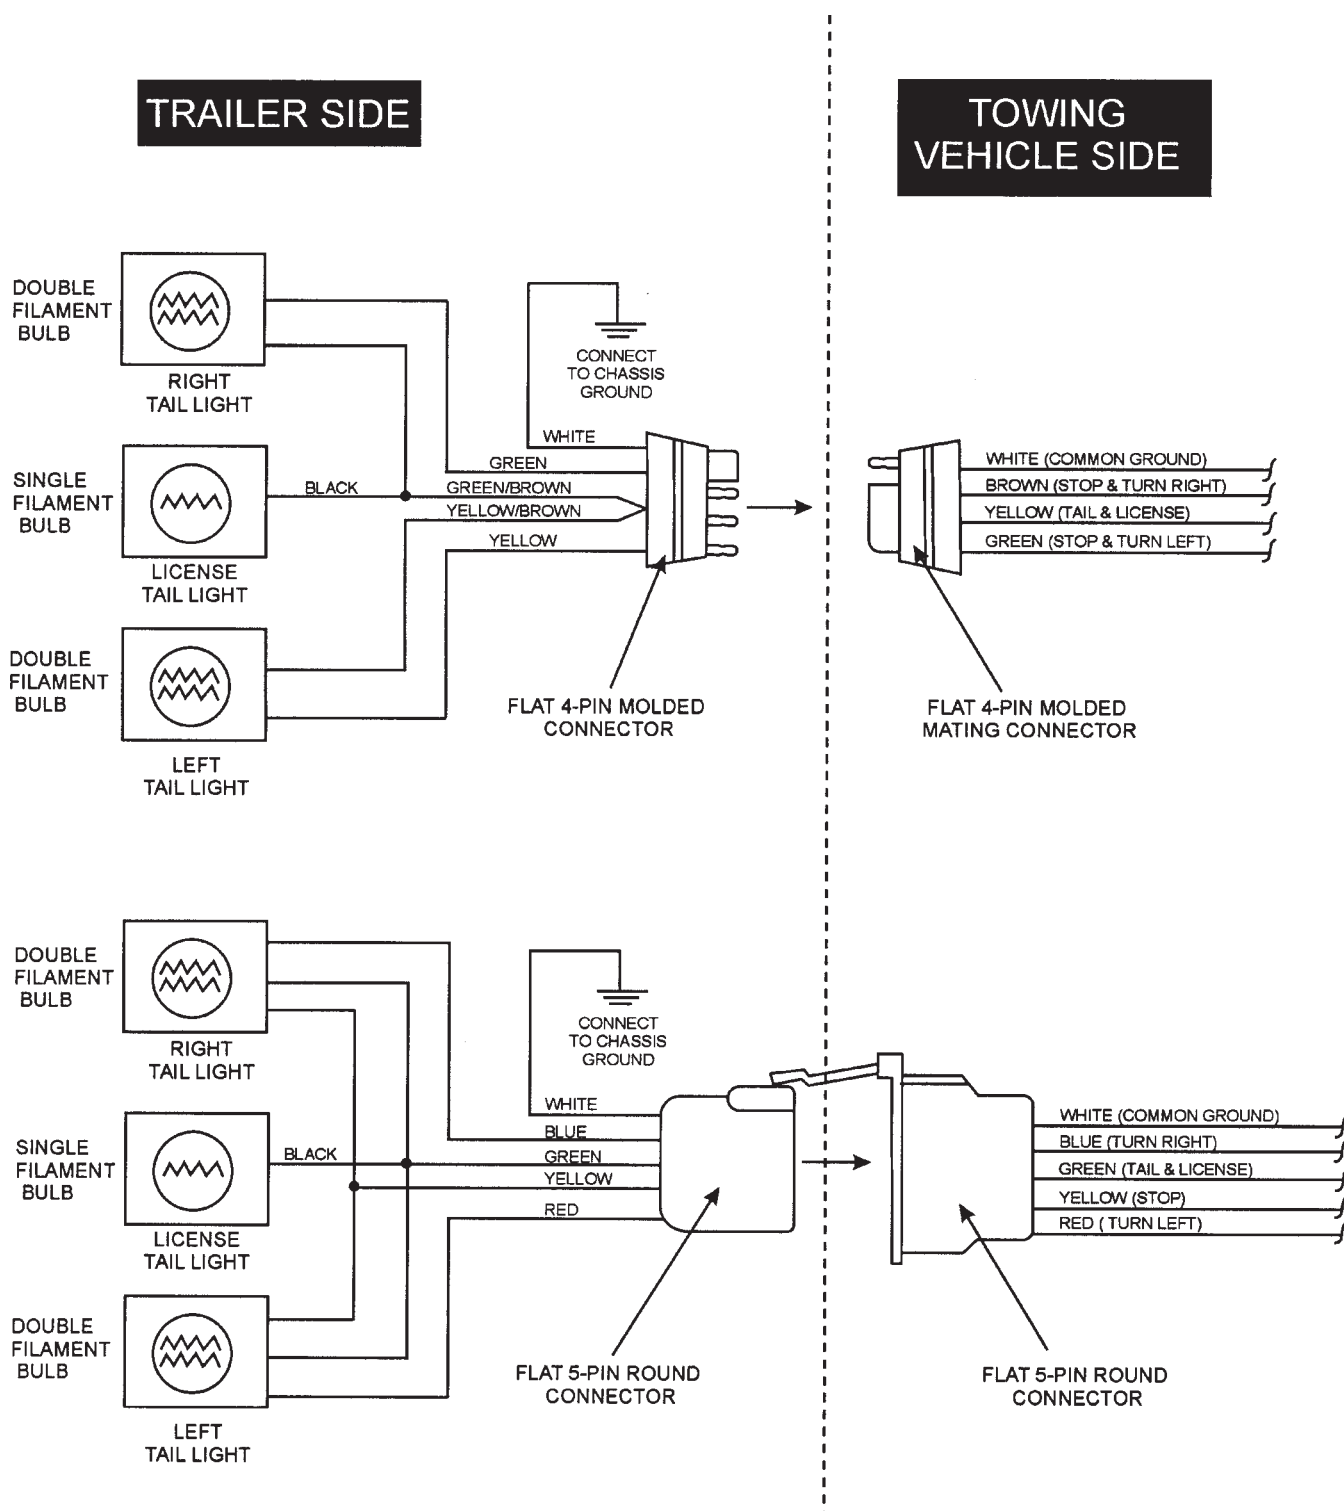 TRAILER SIDE
TOWING
VEHICLE SIDE
DOUBLE
FILAMENT
BULB
RIGHT
TAIL LIGHT
CONNECT
TO CHASSIS
GROUND
WHITE
GREEN
SINGLE
FILAMENT
BULB
BLACK
GREEN/BROWN
YELLOW/BROWN
YELLOW
LICENSE
TAIL LIGHT
WHITE (COMMON GROUND)
BROWN (STOP & TURN RIGHT)
YELLOW (TAIL & LICENSE)
GREEN (STOP & TURN LEFT)
DOUBLE
FILAMENT
BULB
LEFT
TAIL LIGHT
FLAT 4-PIN MOLDED
CONNECTOR
FLAT 4-PIN MOLDED
MATING CONNECTOR
DOUBLE
FILAMENT
BULB
RIGHT
TAIL LIGHT
CONNECT
TO CHASSIS
GROUND
WHITE
BLUE
SINGLE
FILAMENT
BULB
BLACK
GREEN
YELLOW
RED
LICENSE
TAIL LIGHT
WHITE (COMMON GROUND)
BLUE (TURN RIGHT)
GREEN (TAIL & LICENSE)
YELLOW (STOP)
RED ( TURN LEFT)
DOUBLE
FILAMENT
BULB
LEFT
TAIL LIGHT
FLAT 5-PIN ROUND
CONNECTOR
FLAT 5-PIN ROUND
CONNECTOR